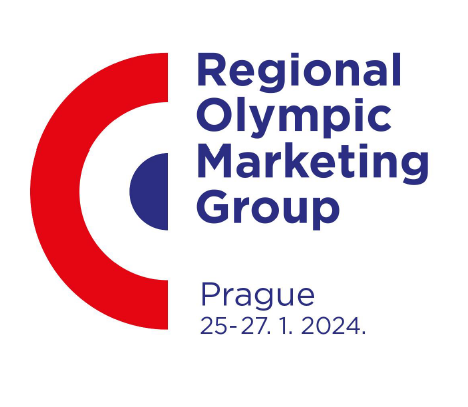 Regional
Olympic
Marketing
Group
Prague
25-27. 1. 2024.